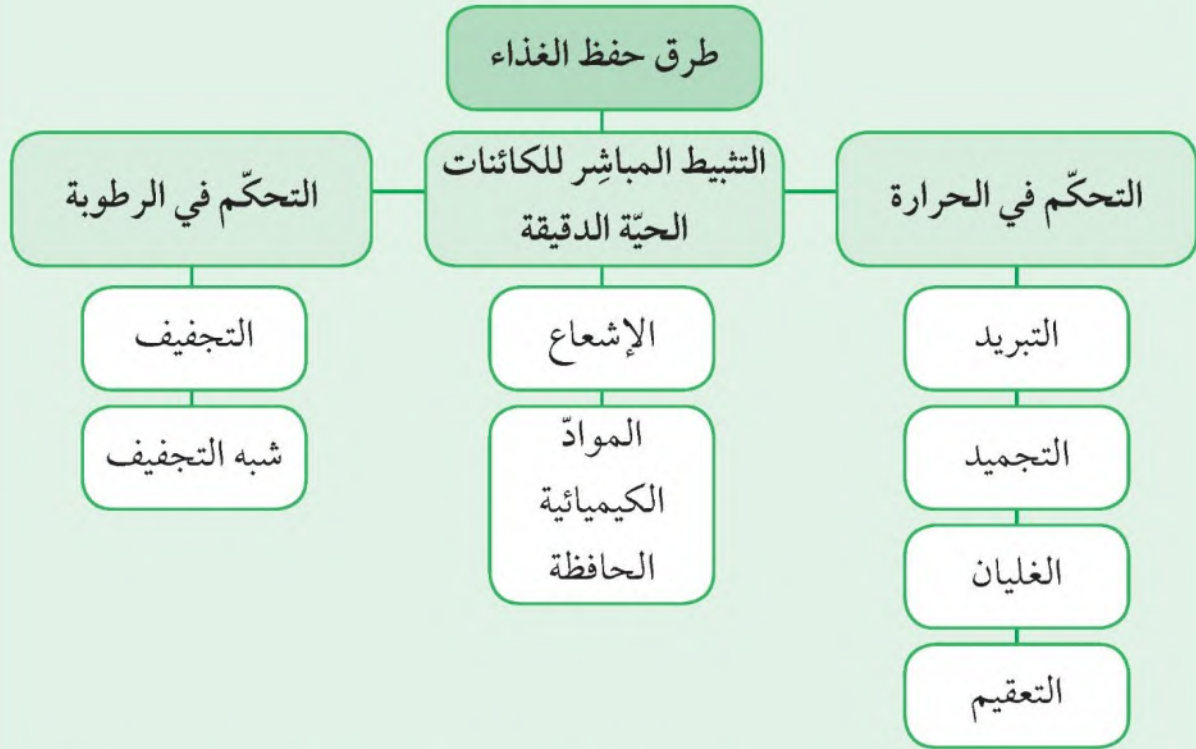 طرق حفظ الغذاء
التحكّم في الحرارة
التبريد
التجميد
الغليان
التعقيم
التثبيط المباشِر للكائنات
الحيّة الدقيقة
الإشعاع
الموادّ
الكيميائية
الحافظة
التحكّم في الرطوبة
التجفيف
شبه التجفيف